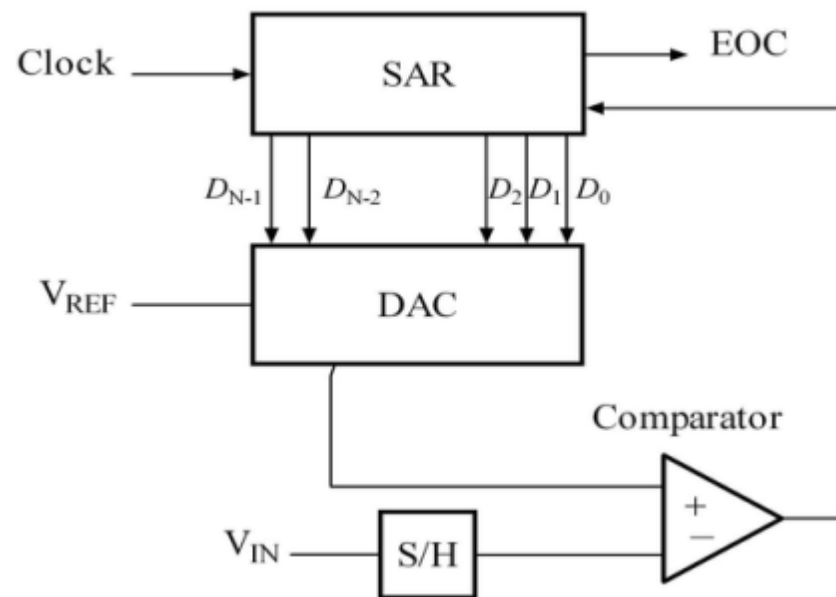 Clock
SAR
EOC
D_{N-1} D_{N-2} D_2 D_1 D_0
V_{REF}
DAC
Comparator
+
−
V_{IN}
S/H